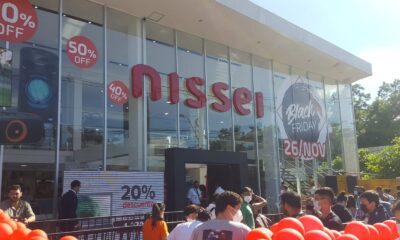 0% OFF
50% OFF
40% OFF
nissei
Black
FRIDAY
26/NOV
20%
descuento